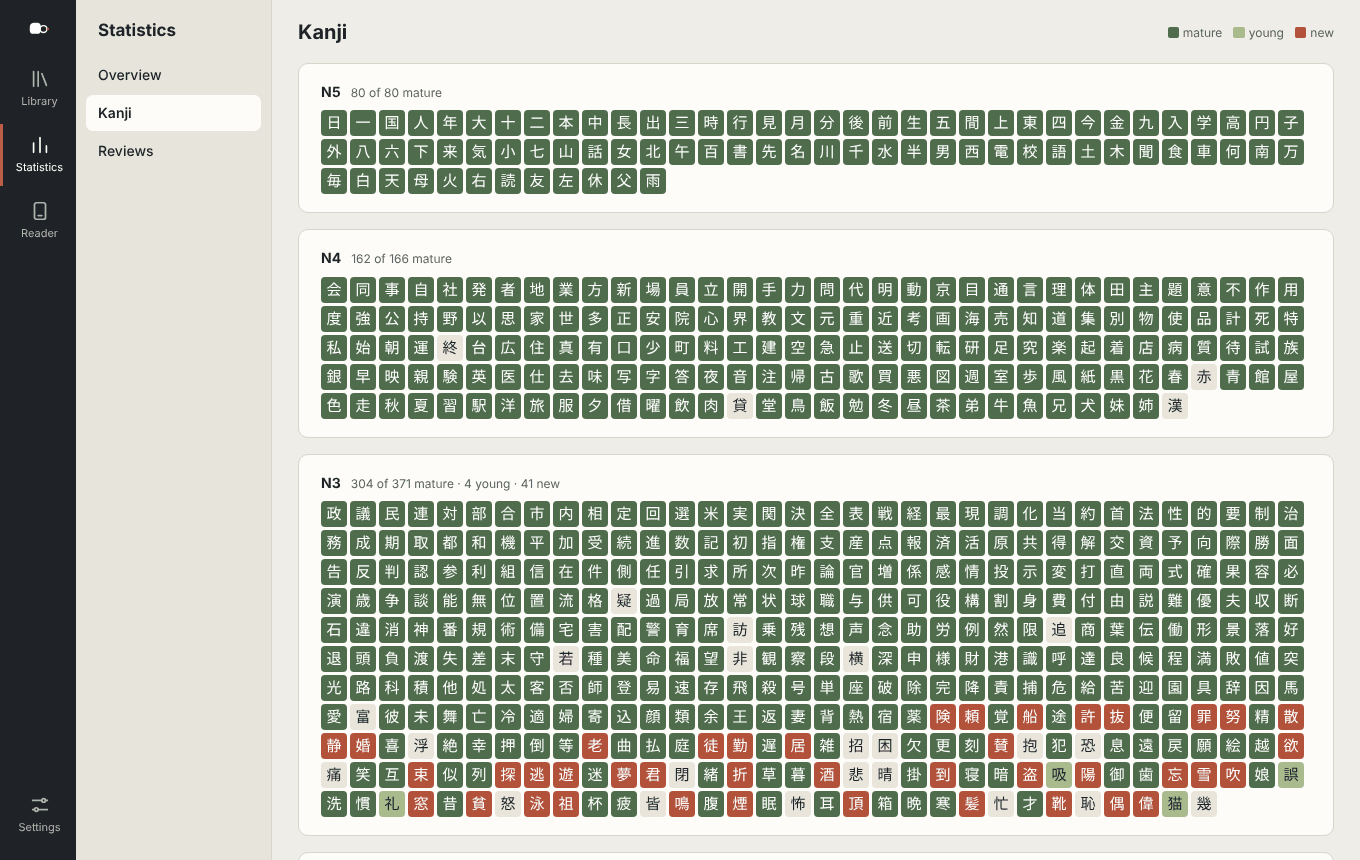 Statistics
Kanji
mature
young
new
Library
Overview
Statistics
Kanji
Reader
Reviews
Settings
N5 80 of 80 mature
日一国人年大十二本中長出三時行見月分後前生五間上東四今金九入学高円子
外八六下来気小七山話女北午百書先名川千水半男西電校語土木聞食車何南万
毎白天母火右読友左休父雨
N4 162 of 166 mature
会同事自社発者地業方新場員立開手力問代明動京目通言理体田主題意不作用
度強公持野以思家世多正安院心界教文元重近考画海売知道集別物使品計死特
私始朝運終台広住真有口少町料工建空急止送切転研足究楽起着店病質待試族
銀早映親験英医仕去味写字答夜音注帰古歌買悪図週室歩風紙黒花春赤青館屋
色走秋夏習駅洋旅服夕借曜飲肉貸堂鳥飯勉冬昼茶弟牛魚兄犬妹姉漢
N3 304 of 371 mature · 4 young · 41 new
政議民連対部合市内相定回選米実関決全表戦経最現調化当約首法性的要制治
務成期取都和機平加受続進数記初指権支産点報済活原共得解交資予向際勝面
告反判認参利組信在件側任引求所次昨論官増係感情投示変打直両式確果容必
演歳争談能無位置流格疑過局放常状球職与供可役構割身費付由説難優夫収断
石違消神番規術備宅害配警育席訪乗残想声念助労例然限追商葉伝働形景落好
退頭負渡失差末守若種美命福望非観察段横深申様財港識呼達良候程満敗値突
光路科積他処太客否師登易速存飛殺号単座破除完降責捕危給苦迎園具辞因馬
愛富彼未舞亡冷適婦寄込顔類余王返妻背熱宿薬険頼覚船途許抜便留罪努精散
静婚喜浮絶幸押倒等老曲払庭徒勤遅居雑招困欠更刻賛抱犯恐息遠戻願絵越欲
痛笑互束似列探逃遊迷夢君閉緒折草暮酒悲晴掛到寝暗盗吸陽御歯忘雪吹娘誤
洗慣礼窓昔貧怒泳祖杯疲皆鳴腹煙眠怖耳頂箱晩寒髪忙才靴恥偶偉猫幾